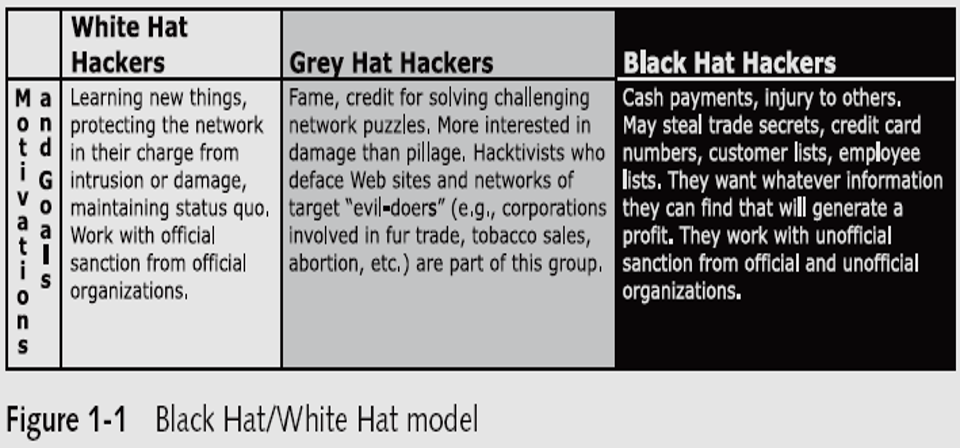 White Hat
Hackers
Grey Hat Hackers
Black Hat Hackers
Motivations
and Goals
Learning new things,
protecting the network
in their charge from
intrusion or damage,
maintaining status quo.
Work with official
sanction from official
organizations.
Fame, credit for solving challenging
network puzzles. More interested in
damage than pillage. Hacktivists who
deface Web sites and networks of
target “evil-doers” (e.g., corporations
involved in fur trade, tobacco sales,
abortion, etc.) are part of this group.
Cash payments, injury to others.
May steal trade secrets, credit card
numbers, customer lists, employee
lists. They want whatever information
they can find that will generate a
profit. They work with unofficial
sanction from official and unofficial
organizations.
Figure 1-1 Black Hat/White Hat model